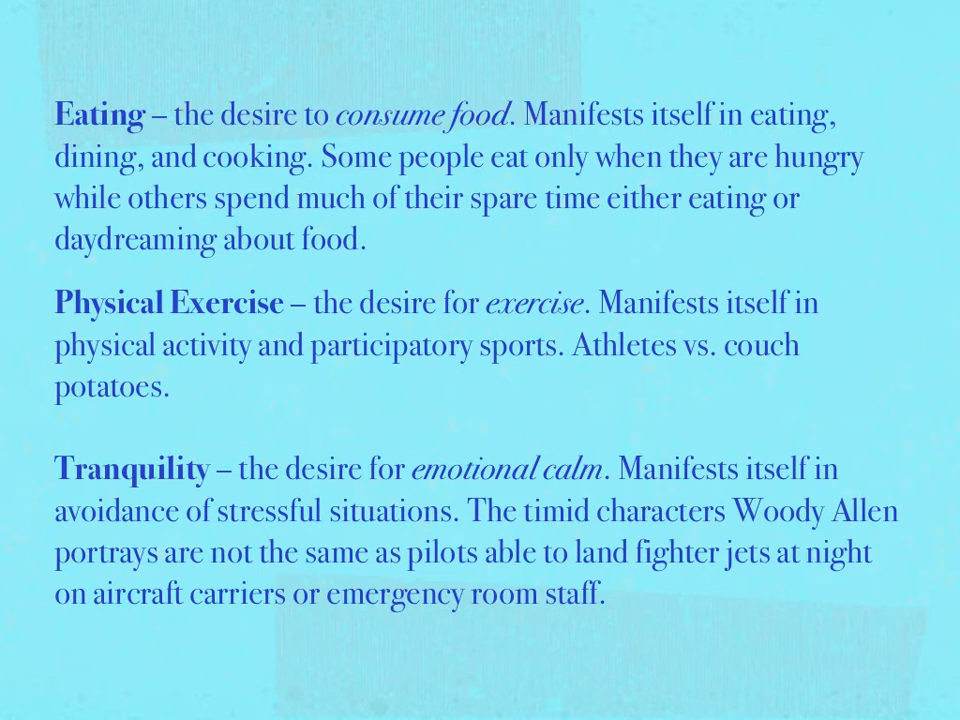 Eating – the desire to consume food. Manifests itself in eating,
dining, and cooking. Some people eat only when they are hungry
while others spend much of their spare time either eating or
daydreaming about food.
Physical Exercise – the desire for exercise. Manifests itself in
physical activity and participatory sports. Athletes vs. couch
potatoes.
Tranquility – the desire for emotional calm. Manifests itself in
avoidance of stressful situations. The timid characters Woody Allen
portrays are not the same as pilots able to land fighter jets at night
on aircraft carriers or emergency room staff.